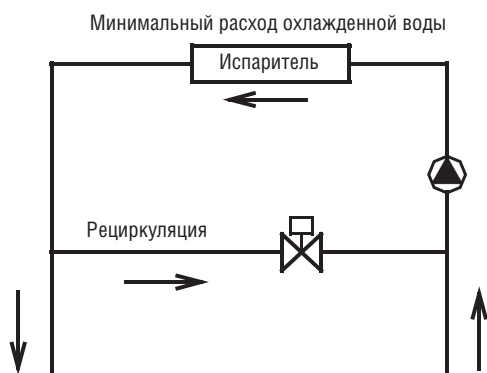 Минимальный расход охлажденной воды
Испаритель
Рециркуляция